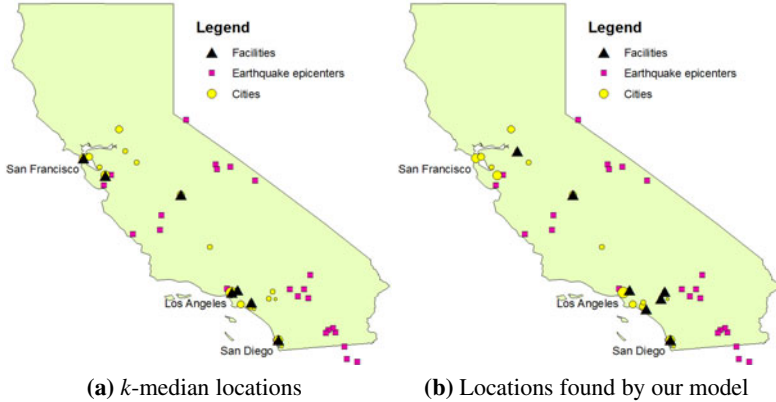 Legend
Facilities
Earthquake epicenters
Cities
San Francisco
Los Angeles
San Diego
(a) k-median locations
Legend
Facilities
Earthquake epicenters
Cities
San Francisco
Los Angeles
San Diego
(b) Locations found by our model